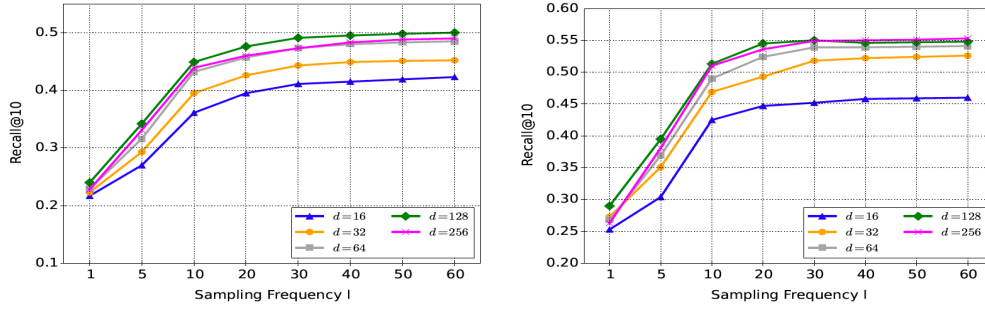 0.5
0.4
0.3
0.2
0.1
Recall@10
1 5 10 20 30 40 50 60
Sampling Frequency I
d=16 d=128
d=32 d=256
d=64
0.60
0.55
0.50
0.45
0.40
0.35
0.30
0.25
0.20
Recall@10
1 5 10 20 30 40 50 60
Sampling Frequency I
d=16 d=128
d=32 d=256
d=64